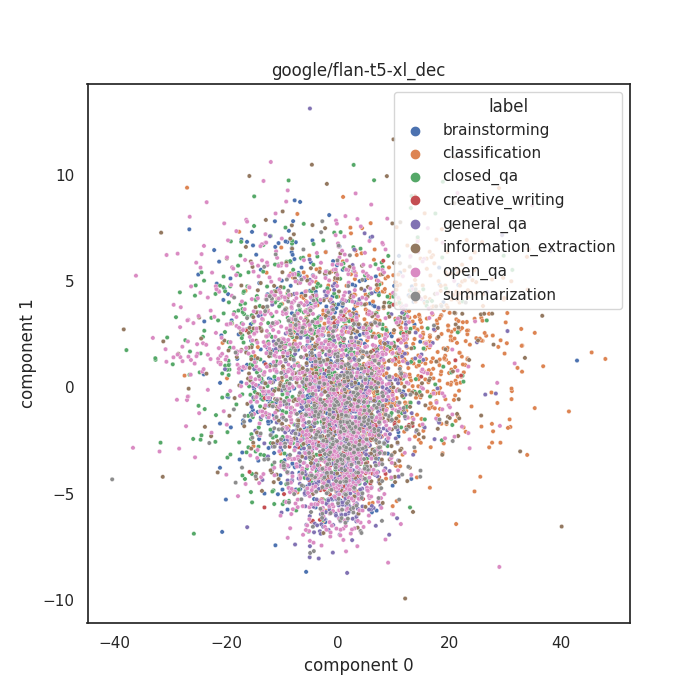 google/flan-t5-xl_dec
label
brainstorming
classification
closed_qa
creative_writing
general_qa
information_extraction
open_qa
summarization
component 1
10
5
0
−5
−10
−40
−20
0
20
40
component 0